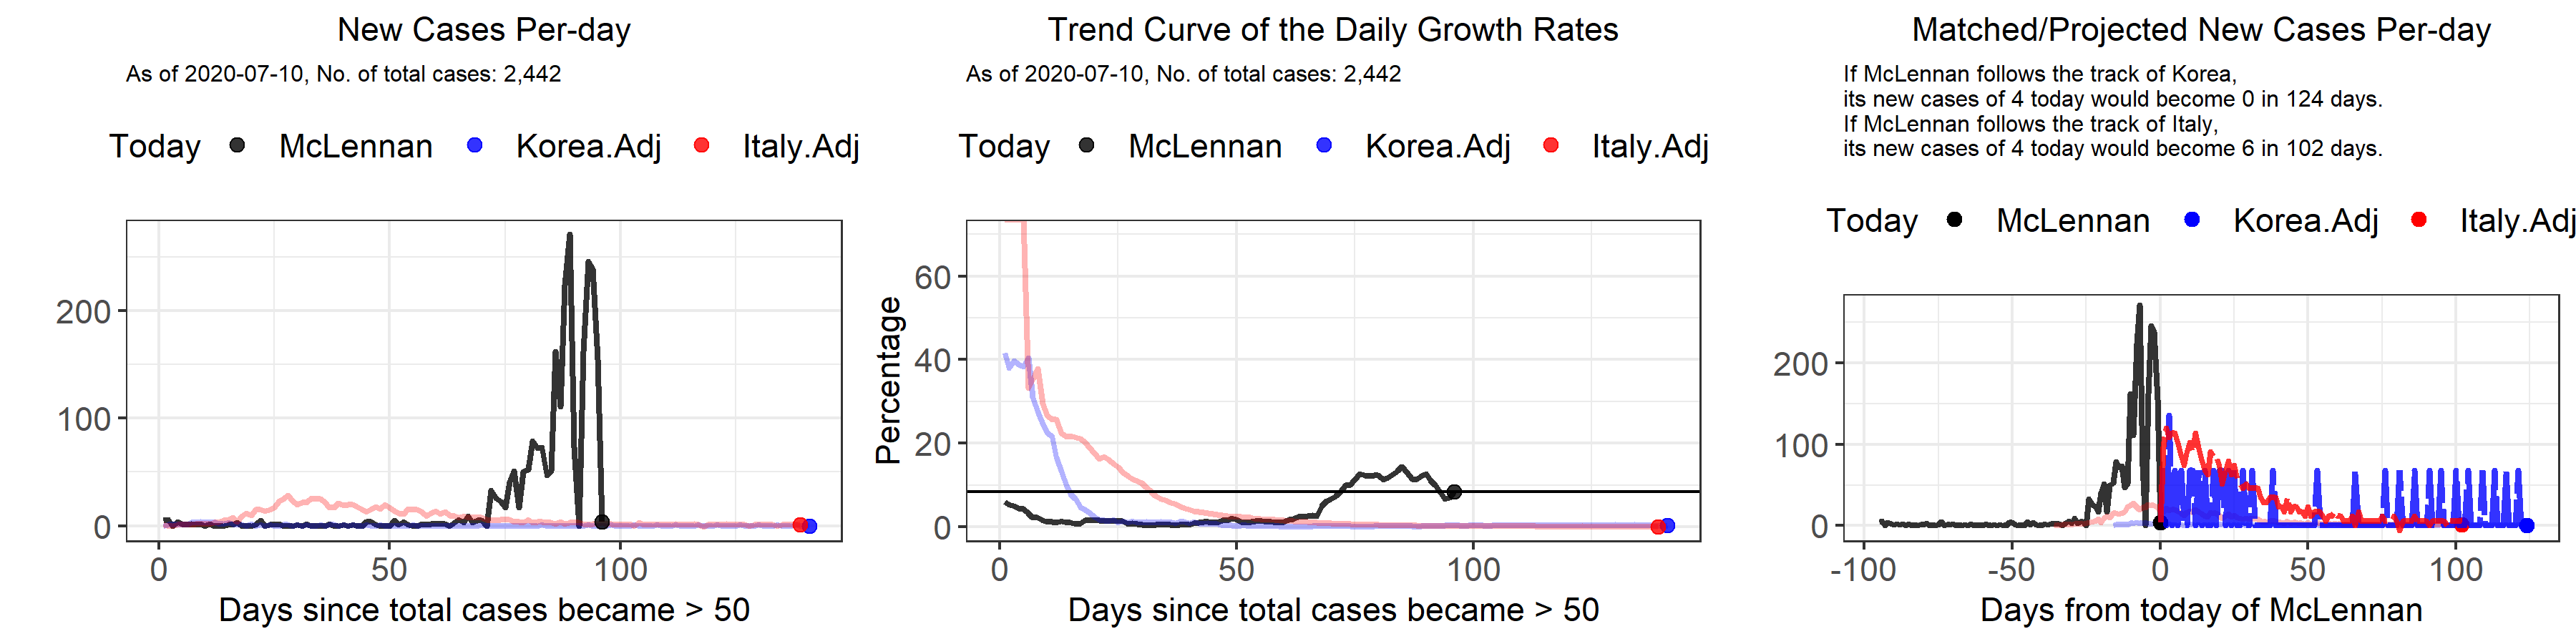 New Cases Per-day
As of 2020-07-10, No. of total cases: 2,442
Today McLennan Korea.Adj Italy.Adj
200
100
0
0 50 100
Days since total cases became > 50
Trend Curve of the Daily Growth Rates
As of 2020-07-10, No. of total cases: 2,442
Today McLennan Korea.Adj Italy.Adj
Percentage
60
40
20
0
0 50 100
Days since total cases became > 50
Matched/Projected New Cases Per-day
If McLennan follows the track of Korea,
its new cases of 4 today would become 0 in 124 days.
If McLennan follows the track of Italy,
its new cases of 4 today would become 6 in 102 days.
Today McLennan Korea.Adj Italy.Adj
200
100
0
-100 -50 0 50 100
Days from today of McLennan